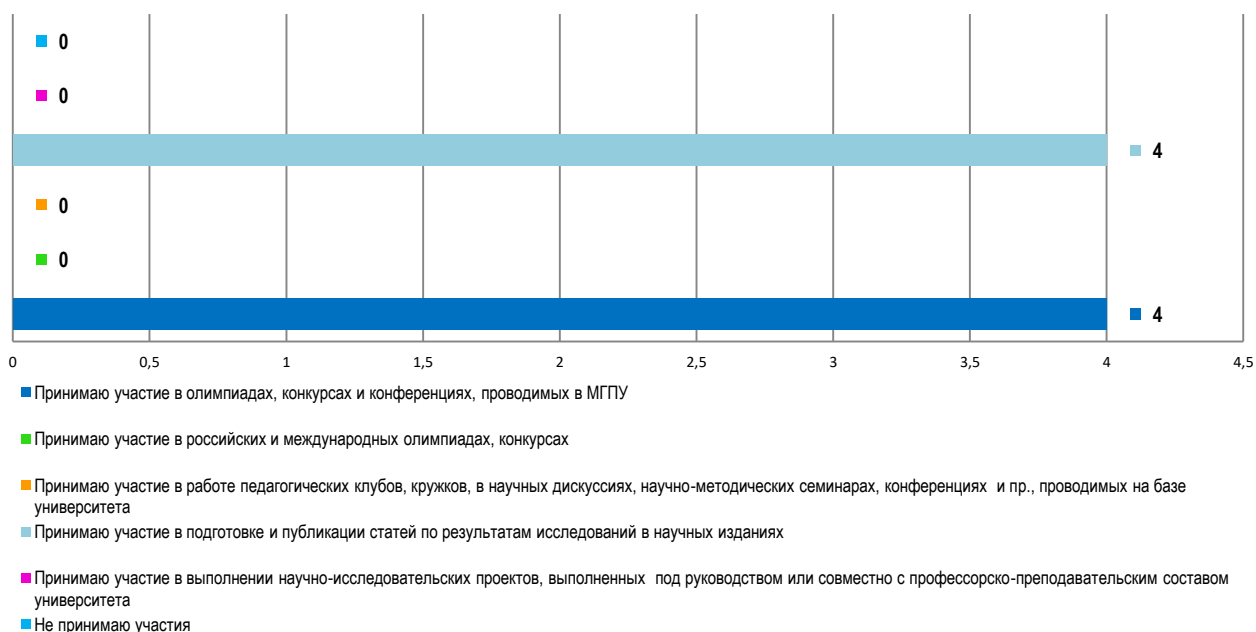 0
0
4
0
0
4
0 0,5 1 1,5 2 2,5 3 3,5 4 4,5
Принимаю участие в олимпиадах, конкурсах и конференциях, проводимых в МГПУ
Принимаю участие в российских и международных олимпиадах, конкурсах
Принимаю участие в работе педагогических клубов, кружков, в научных дискуссиях, научно-методических семинарах, конференциях и пр., проводимых на базе
университета
Принимаю участие в подготовке и публикации статей по результатам исследований в научных изданиях
Принимаю участие в выполнении научно-исследовательских проектов, выполненных под руководством или совместно с профессорско-преподавательским составом
университета
Не принимаю участия